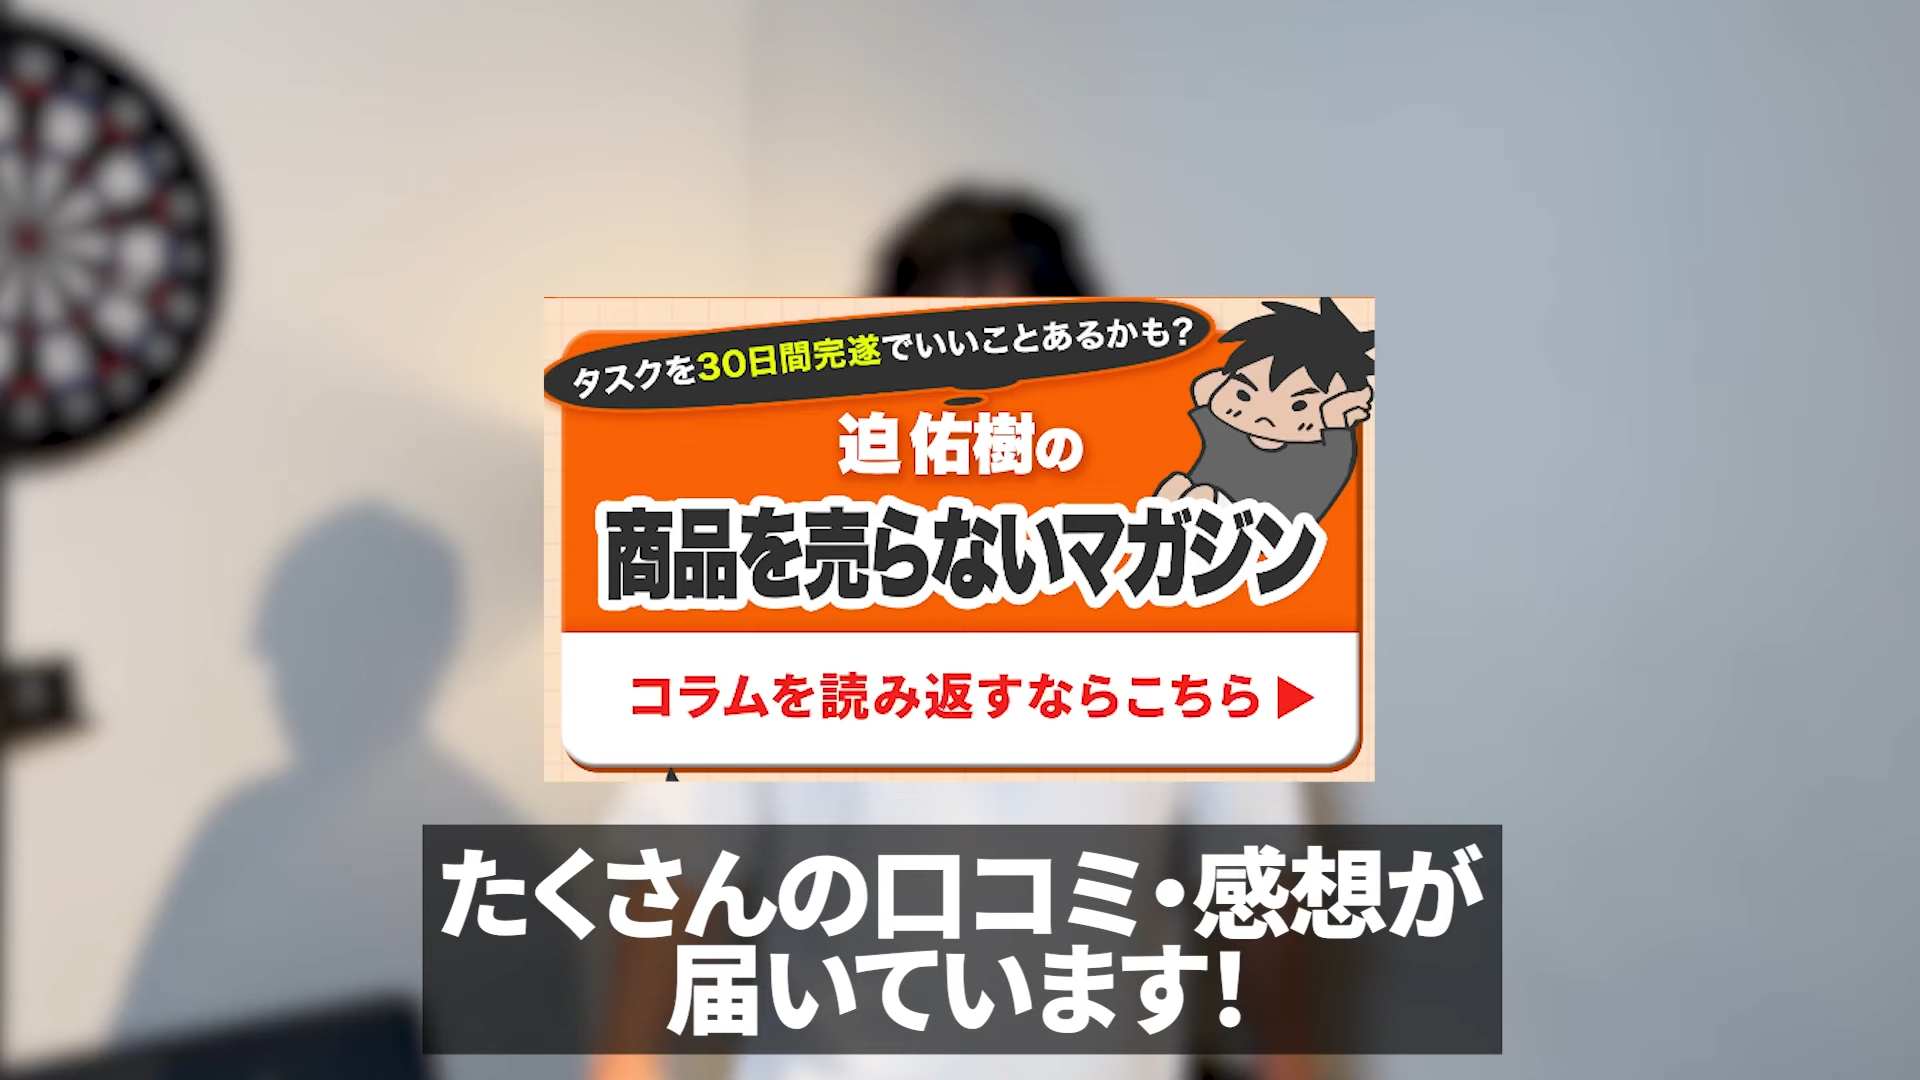 タスクを30日間完遂でいいことあるかも?
迫 佑樹の
商品を売らないマガジン
コラムを読み返すならこちら▶
たくさんの口コミ・感想が
届いています!